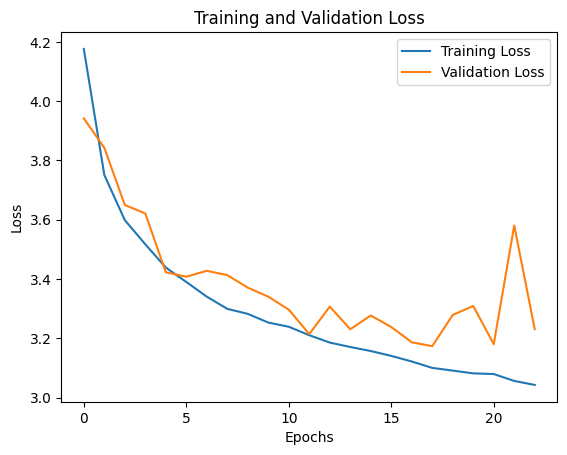 Training and Validation Loss
Training Loss
Validation Loss
4.2
4.0
3.8
3.6
3.4
3.2
3.0
Loss
0
5
10
15
20
Epochs